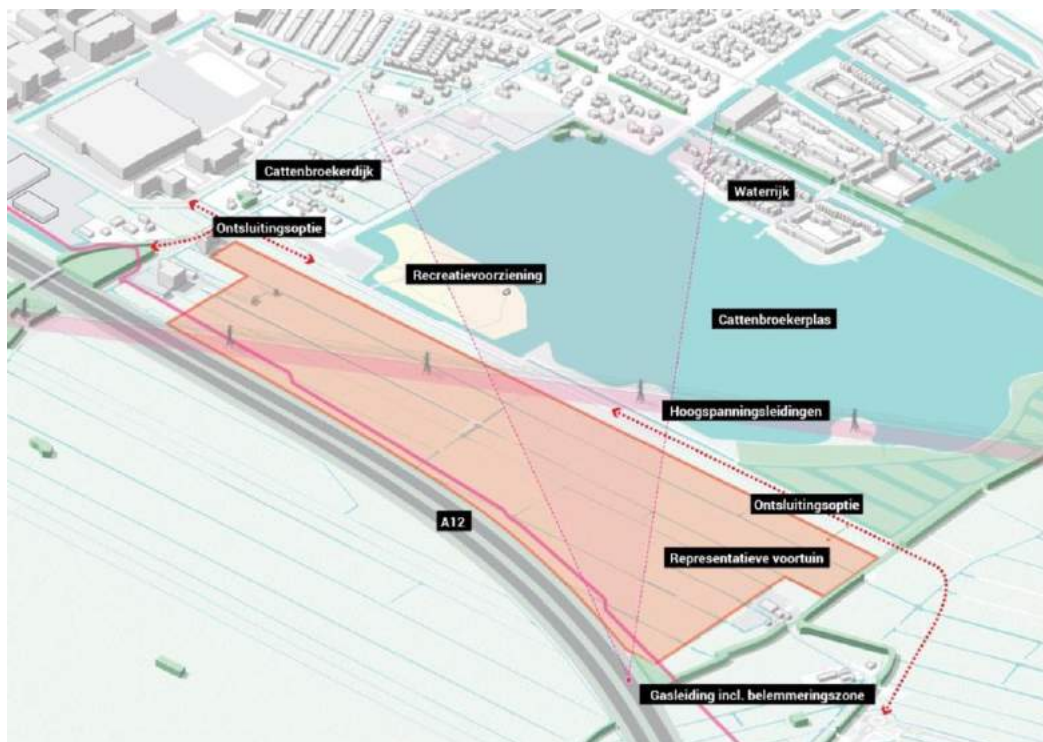 Cattenbroekerdijk
Waterrijk
Ontsluitingsoptie
Recreatievoorziening
Cattenbroekerplas
Hoogspanningsleidingen
Ontsluitingsoptie
A12
Representatieve voortuin
Gasleiding incl. belemmeringszone